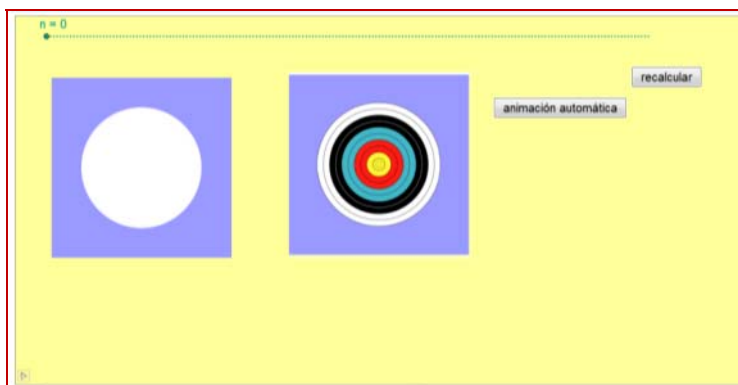 n = 0
recalcular
animación automática